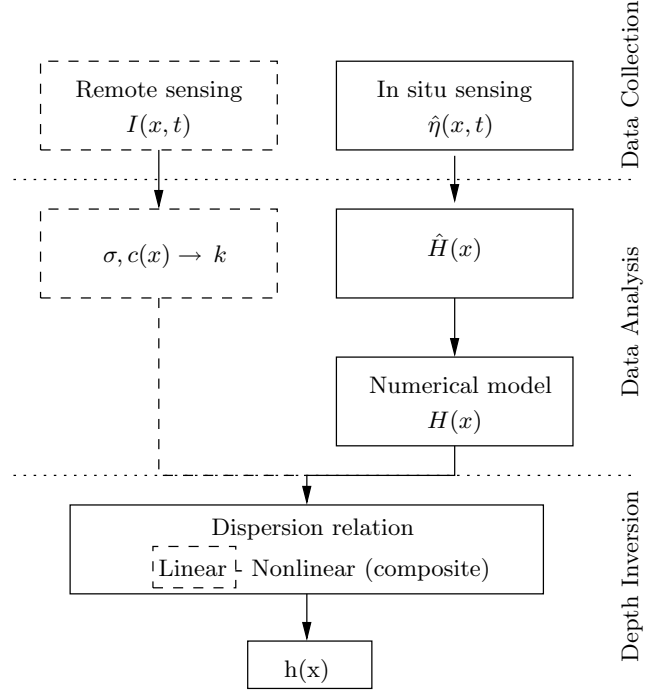 Remote sensing
I(x, t)
In situ sensing
η̂(x, t)
Data Collection
σ, c(x) → k
Ĥ(x)
Numerical model
H(x)
Data Analysis
Dispersion relation
Linear - Nonlinear (composite)
h(x)
Depth Inversion